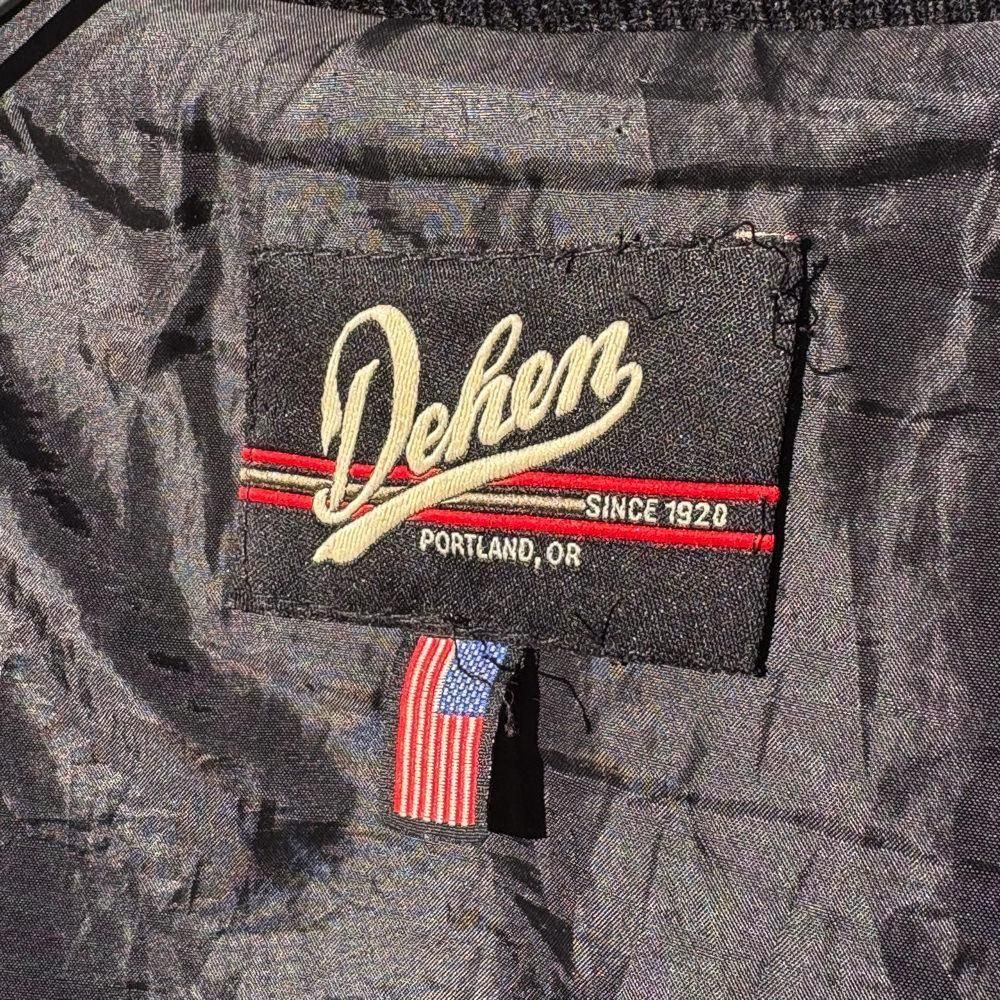 Dehen
SINCE 1920
PORTLAND, OR